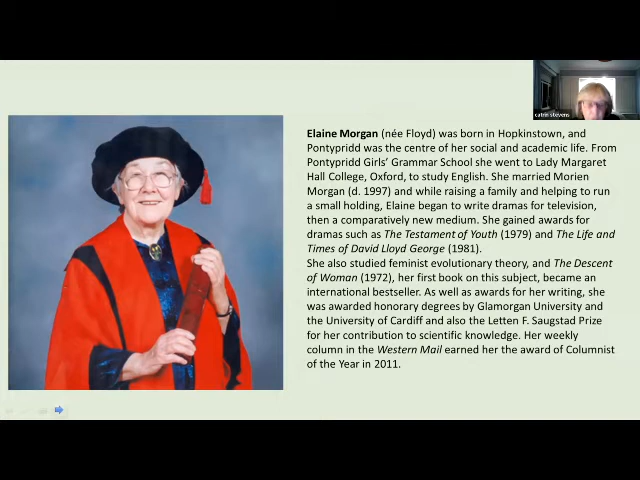 catrin stevens
Elaine Morgan (née Floyd) was born in Hopkinstown, and
Pontypridd was the centre of her social and academic life. From
Pontypridd Girls' Grammar School she went to Lady Margaret
Hall College, Oxford, to study English. She married Morien
Morgan (d. 1997) and while raising a family and helping to run
a small holding, Elaine began to write dramas for television,
then a comparatively new medium. She gained awards for
dramas such as The Testament of Youth (1979) and The Life and
Times of David Lloyd George (1981).
She also studied feminist evolutionary theory, and The Descent
of Woman (1972), her first book on this subject, became an
international bestseller. As well as awards for her writing, she
was awarded honorary degrees by Glamorgan University and
the University of Cardiff and also the Letten F. Saugstad Prize
for her contribution to scientific knowledge. Her weekly
column in the Western Mail earned her the award of Columnist
of the Year in 2011.